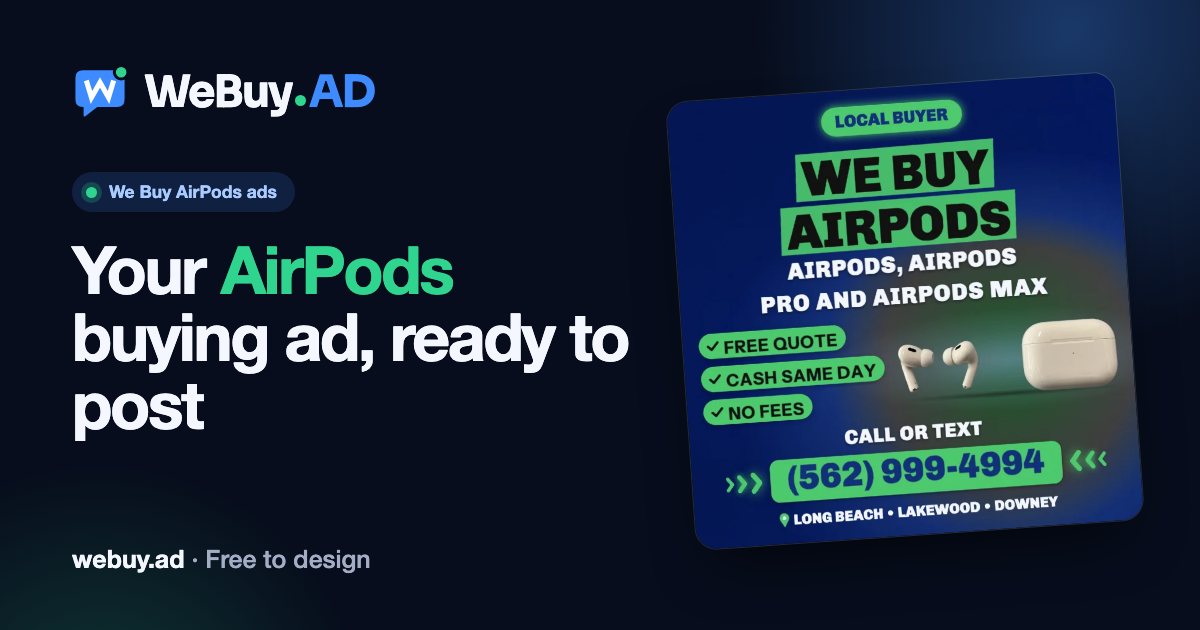 WeBuy.AD
We Buy AirPods ads
Your AirPods
buying ad, ready to
post
webuy.ad · Free to design
LOCAL BUYER
WE BUY
AIRPODS
AIRPODS, AIRPODS
PRO AND AIRPODS MAX
FREE QUOTE
CASH SAME DAY
NO FEES
CALL OR TEXT
(562) 999-4994
LONG BEACH • LAKEWOOD • DOWNEY